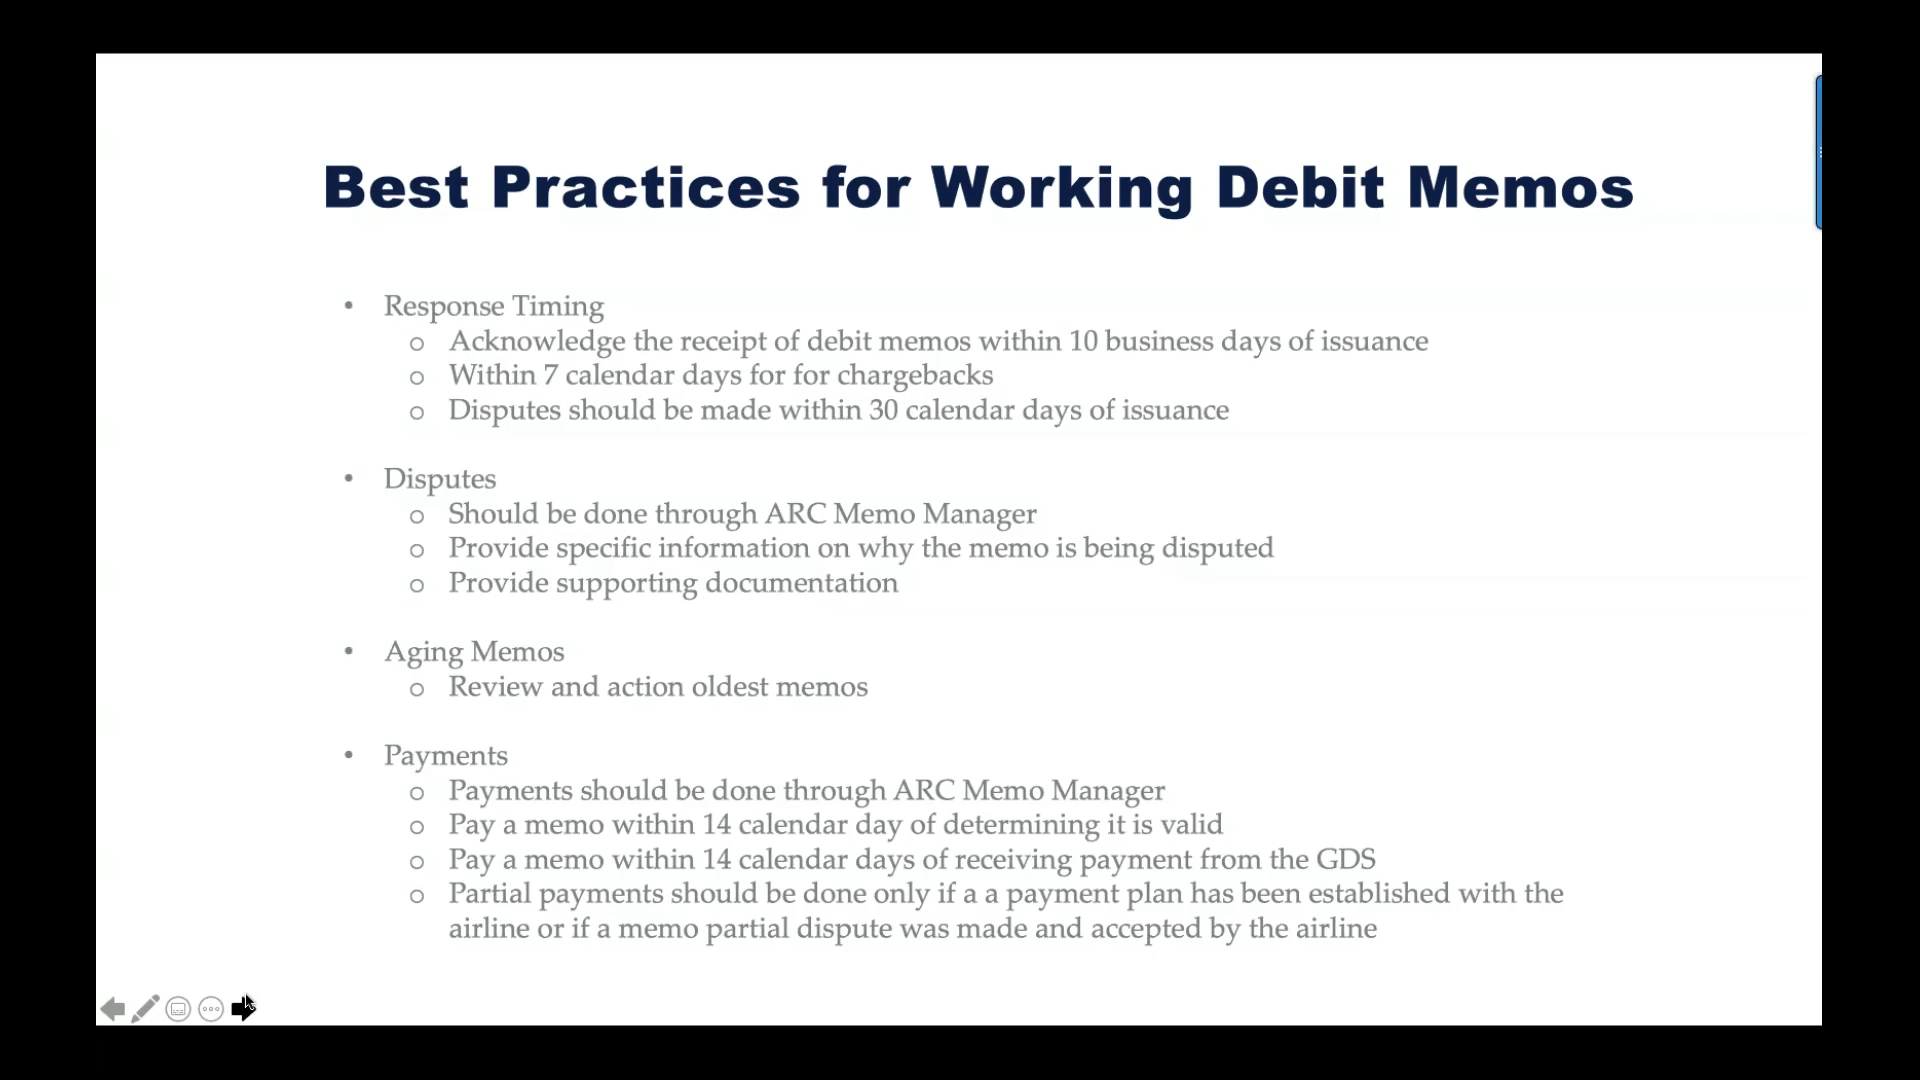 Best Practices for Working Debit Memos
• Response Timing
o Acknowledge the receipt of debit memos within 10 business days of issuance
o Within 7 calendar days for for chargebacks
o Disputes should be made within 30 calendar days of issuance
• Disputes
o Should be done through ARC Memo Manager
o Provide specific information on why the memo is being disputed
o Provide supporting documentation
• Aging Memos
o Review and action oldest memos
• Payments
o Payments should be done through ARC Memo Manager
o Pay a memo within 14 calendar day of determining it is valid
o Pay a memo within 14 calendar days of receiving payment from the GDS
o Partial payments should be done only if a a payment plan has been established with the
airline or if a memo partial dispute was made and accepted by the airline